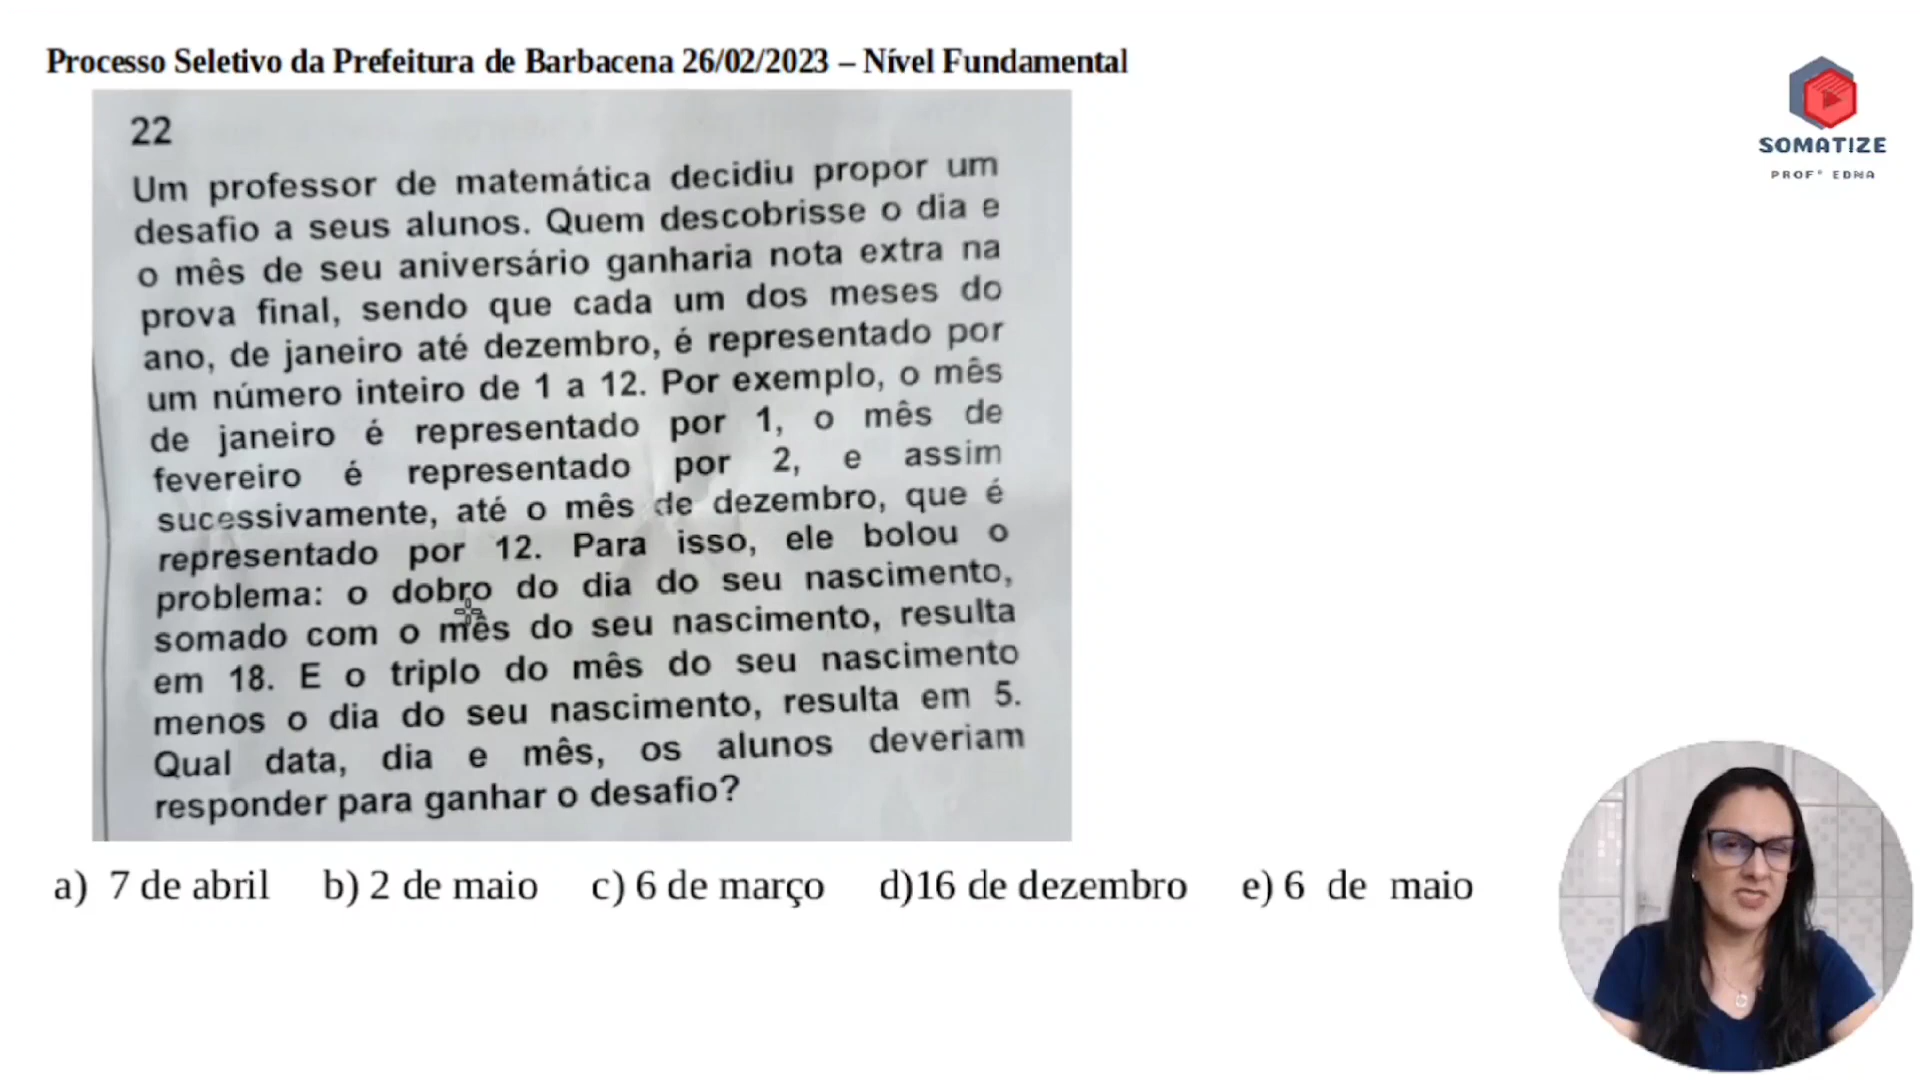 Processo Seletivo da Prefeitura de Barbacena 26/02/2023 – Nível Fundamental
SOMATIZE
PROFª EDNA
22
Um professor de matemática decidiu propor um
desafio a seus alunos. Quem descobrisse o dia e
o mês de seu aniversário ganharia nota extra na
prova final, sendo que cada um dos meses do
ano, de janeiro até dezembro, é representado por
um número inteiro de 1 a 12. Por exemplo, o mês
de janeiro é representado por 1, o mês de
fevereiro é representado por 2, e assim
sucessivamente, até o mês de dezembro, que é
representado por 12. Para isso, ele bolou o
problema: o dobro do dia do seu nascimento,
somado com o mês do seu nascimento, resulta
em 18. E o triplo do mês do seu nascimento
menos o dia do seu nascimento, resulta em 5.
Qual data, dia e mês, os alunos deveriam
responder para ganhar o desafio?
a) 7 de abril b) 2 de maio c) 6 de março d)16 de dezembro e) 6 de maio